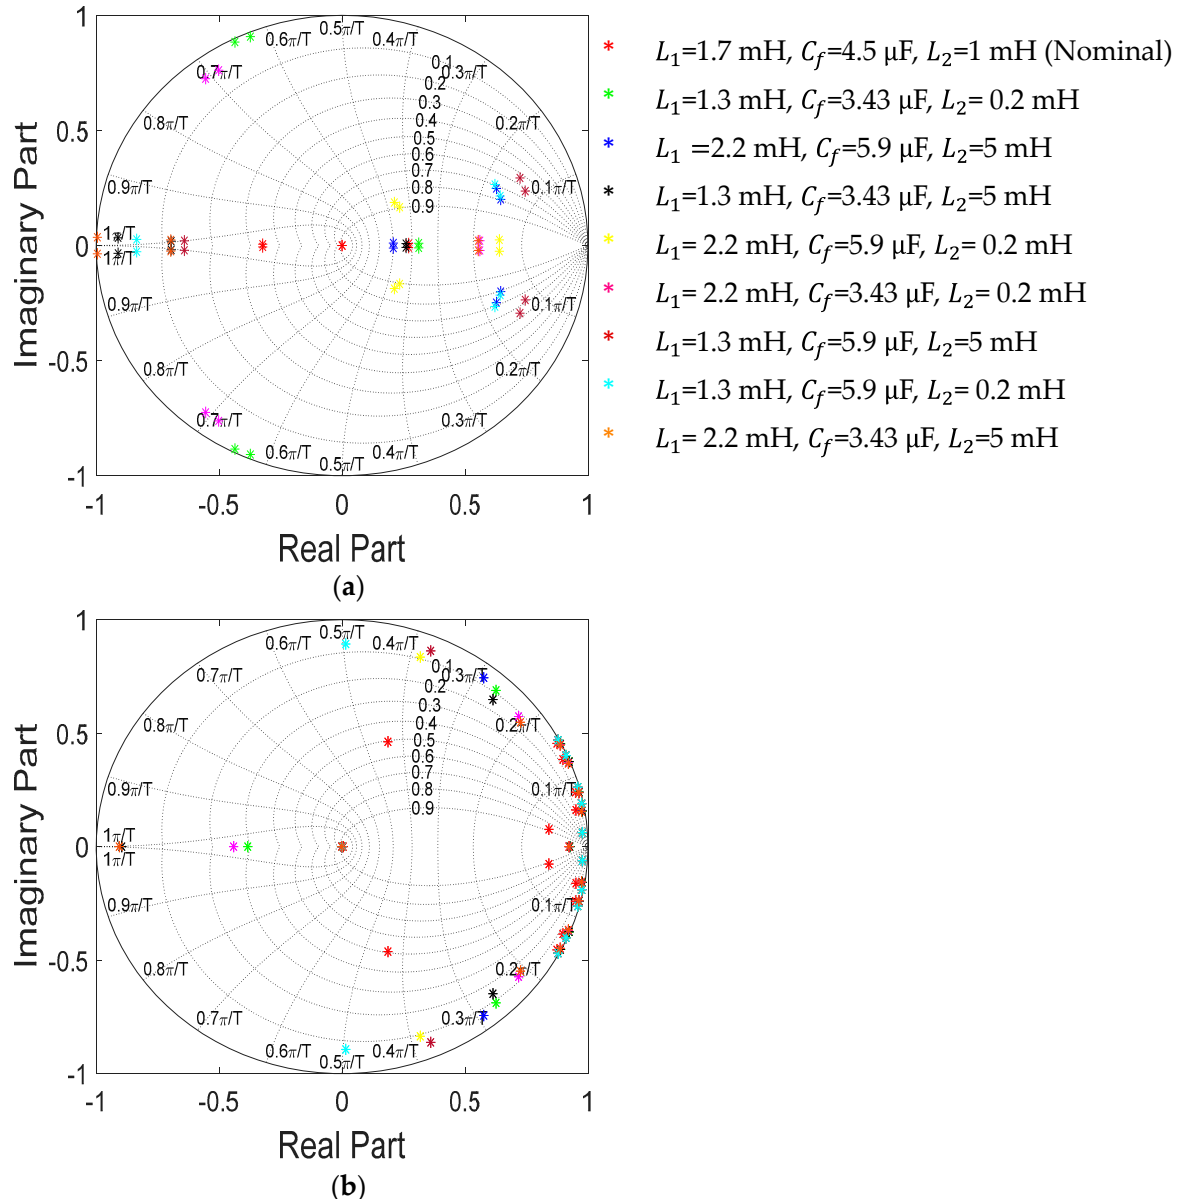 1
0.5π/T
0.6π/T
0.4π/T
0.1
0.7π/T
0.3π/T
0.2
0.3
0.8π/T
0.4
0.2π/T
0.5
0.5
0.6
0.7
0.9π/T
0.8
0.1π/T
0.9
1π/T
0
1π/T
0.9π/T
0.1π/T
-0.5
0.8π/T
0.2π/T
0.7π/T
0.3π/T
0.6π/T
0.4π/T
0.5π/T
-1
-1
-0.5
0
0.5
1
Imaginary Part
Real Part
(a)
* L₁=1.7 mH, C_f=4.5 μF, L₂=1 mH (Nominal)
* L₁=1.3 mH, C_f=3.43 μF, L₂= 0.2 mH
* L₁ =2.2 mH, C_f=5.9 μF, L₂=5 mH
* L₁=1.3 mH, C_f=3.43 μF, L₂=5 mH
* L₁= 2.2 mH, C_f=5.9 μF, L₂= 0.2 mH
* L₁= 2.2 mH, C_f=3.43 μF, L₂= 0.2 mH
* L₁=1.3 mH, C_f=5.9 μF, L₂=5 mH
* L₁=1.3 mH, C_f=5.9 μF, L₂= 0.2 mH
* L₁= 2.2 mH, C_f=3.43 μF, L₂=5 mH
1
0.5π/T
0.6π/T
0.4π/T
0.1
0.7π/T
0.3π/T
0.2
0.3
0.8π/T
0.4
0.2π/T
0.5
0.5
0.6
0.7
0.9π/T
0.8
0.1π/T
0.9
1π/T
0
1π/T
0.9π/T
0.1π/T
-0.5
0.8π/T
0.2π/T
0.7π/T
0.3π/T
0.6π/T
0.4π/T
0.5π/T
-1
-1
-0.5
0
0.5
1
Imaginary Part
Real Part
(b)